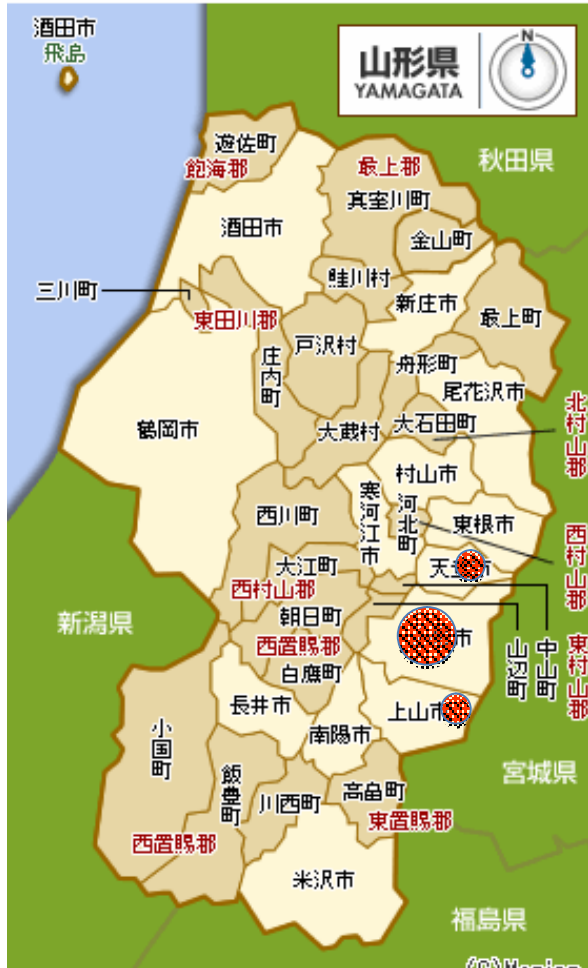 酒田市
飛島
山形県
YAMAGATA
N
遊佐町
飽海郡
最上郡
秋田県
真室川町
酒田市
金山町
鮭川村
三川町
新庄市
東田川郡
最上町
戸沢村
庄内町
舟形町
尾花沢市
鶴岡市
大蔵村
大石田町
北村山郡
村山市
寒河江市
河北町
西川町
東根市
大江町
西村山郡
天
西村山郡
朝日町
新潟県
東村山郡
市
中山町
山辺町
西置賜郡
白鷹町
長井市
上山市
南陽市
小国町
宮城県
飯豊町
川西町
高畠町
東置賜郡
西置賜郡
米沢市
福島県